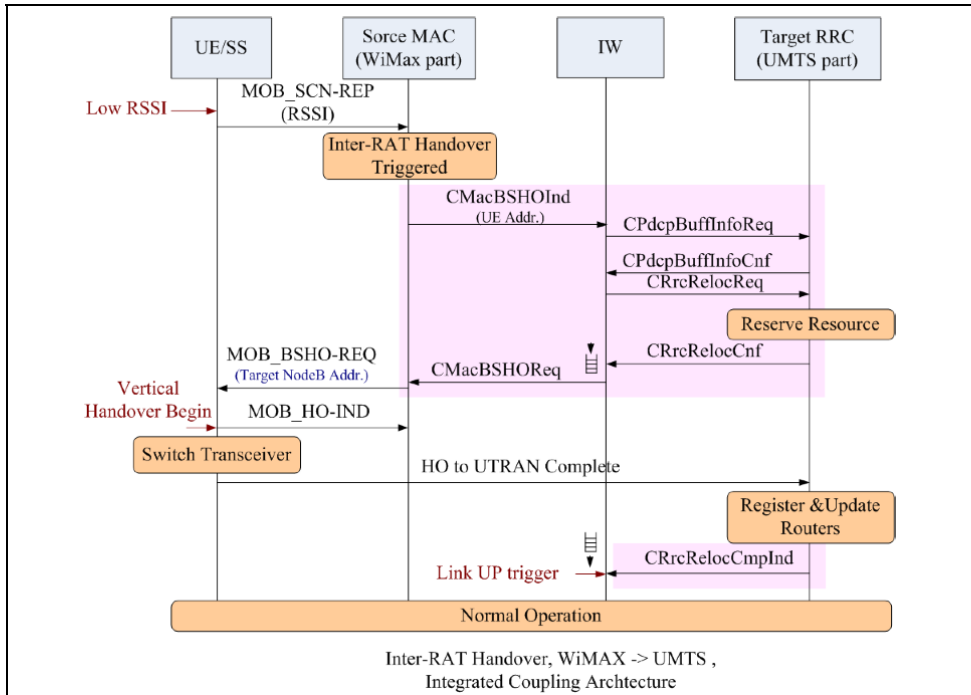 UE/SS
Sorce MAC
(WiMax part)
IW
Target RRC
(UMTS part)
MOB_SCN-REP
(RSSI)
Low RSSI
Inter-RAT Handover
Triggered
CMacBSHOInd
(UE Addr.)
CPdcpBuffInfoReq
CPdcpBuffInfoCnf
CRrcRelocReq
Reserve Resource
CRrcRelocCnf
MOB_BSHO-REQ
(Target NodeB Addr.)
CMacBSHOReq
Vertical
Handover Begin
MOB_HO-IND
Switch Transceiver
HO to UTRAN Complete
Register &Update
Routers
CRrcRelocCmpInd
Link UP trigger
Normal Operation
Inter-RAT Handover, WiMAX -> UMTS ,
Integrated Coupling Archtecture